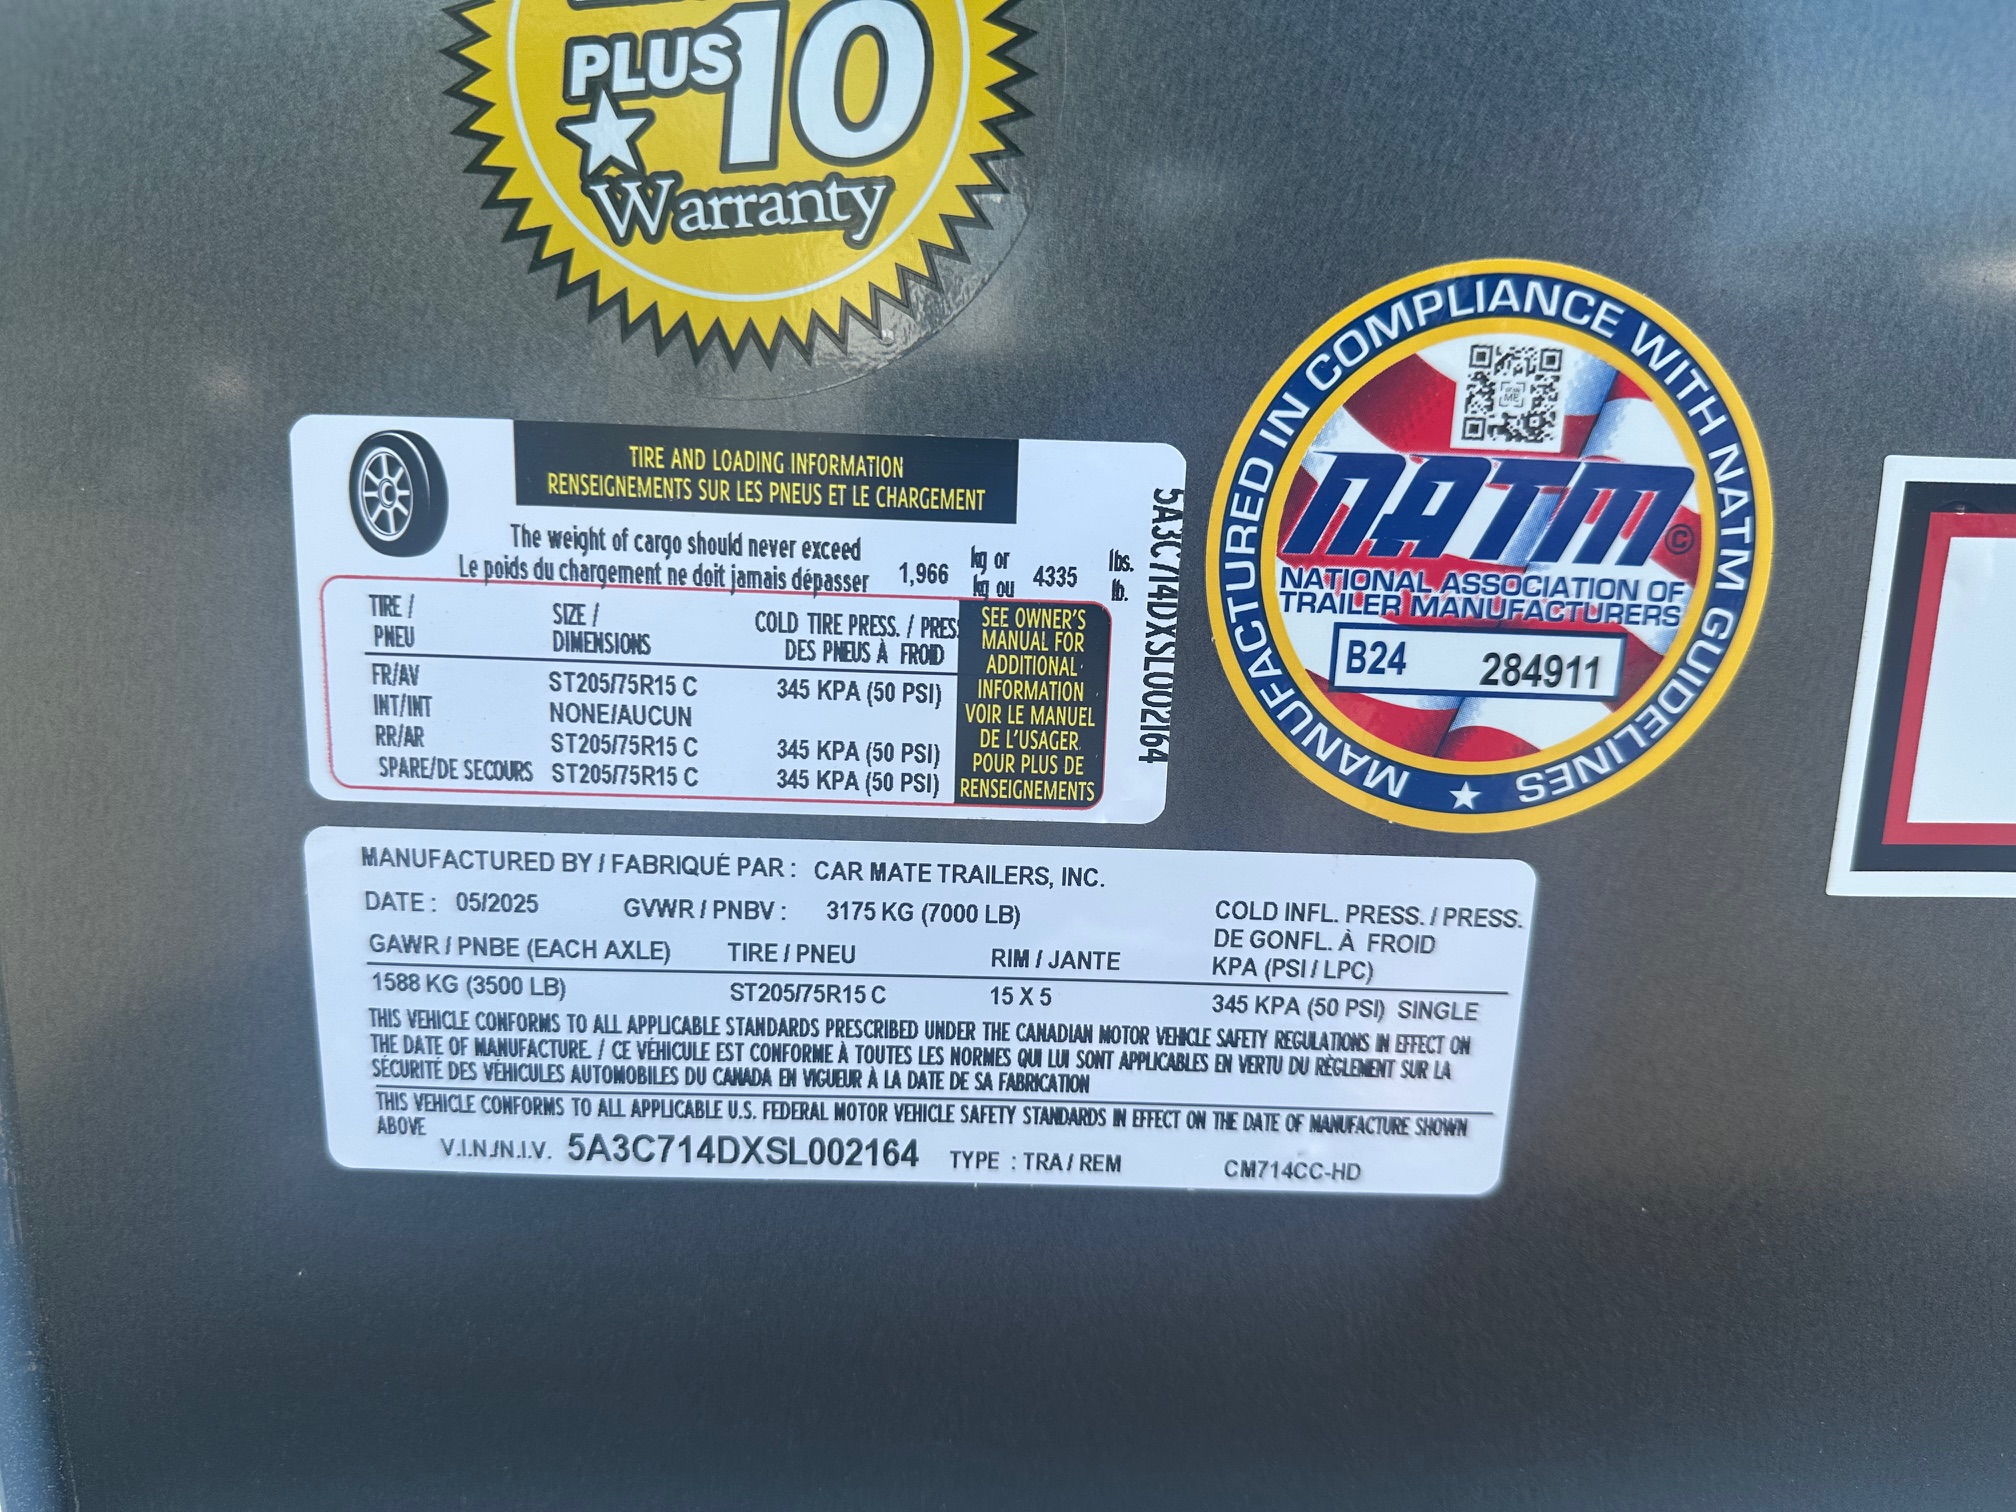 PLUS 10
Warranty
TIRE AND LOADING INFORMATION
RENSEIGNEMENTS SUR LES PNEUS ET LE CHARGEMENT
The weight of cargo should never exceed
Le poids du chargement ne doit jamais dépasser
1,966 kg or kg ou 4335 lbs. lb.
TIRE / PNEU
SIZE / DIMENSIONS
COLD TIRE PRESS. / PRES
DES PNEUS À FROID
FR/AV ST205/75R15 C 345 KPA (50 PSI)
INT/INT NONE/AUCUN
RR/AR ST205/75R15 C 345 KPA (50 PSI)
SPARE/DE SECOURS ST205/75R15 C 345 KPA (50 PSI)
SEE OWNER'S
MANUAL FOR
ADDITIONAL
INFORMATION
VOIR LE MANUEL
DE L'USAGER
POUR PLUS DE
RENSEIGNEMENTS
5A3C714DXSL002164
MANUFACTURED IN COMPLIANCE WITH NATM GUIDELINES
NATM ©
NATIONAL ASSOCIATION OF
TRAILER MANUFACTURERS
B24 284911
MANUFACTURED BY / FABRIQUÉ PAR : CAR MATE TRAILERS, INC.
DATE : 05/2025 GVWR / PNBV : 3175 KG (7000 LB)
GAWR / PNBE (EACH AXLE) TIRE / PNEU RIM / JANTE
COLD INFL. PRESS. / PRESS.
DE GONFL. À FROID
KPA (PSI / LPC)
1588 KG (3500 LB) ST205/75R15 C 15 X 5 345 KPA (50 PSI) SINGLE
THIS VEHICLE CONFORMS TO ALL APPLICABLE STANDARDS PRESCRIBED UNDER THE CANADIAN MOTOR VEHICLE SAFETY REGULATIONS IN EFFECT ON
THE DATE OF MANUFACTURE. / CE VÉHICULE EST CONFORME À TOUTES LES NORMES QUI LUI SONT APPLICABLES EN VERTU DU RÈGLEMENT SUR LA
SÉCURITÉ DES VÉHICULES AUTOMOBILES DU CANADA EN VIGUEUR À LA DATE DE SA FABRICATION
THIS VEHICLE CONFORMS TO ALL APPLICABLE U.S. FEDERAL MOTOR VEHICLE SAFETY STANDARDS IN EFFECT ON THE DATE OF MANUFACTURE SHOWN
ABOVE
V.I.N./N.I.V. 5A3C714DXSL002164 TYPE : TRA / REM CM714CC-HD